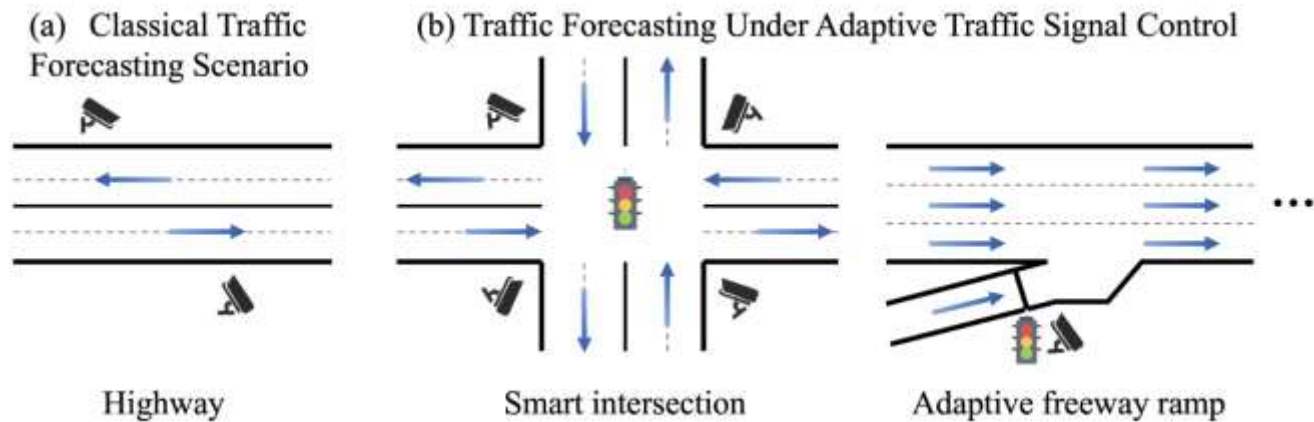 (a) Classical Traffic
Forecasting Scenario
(b) Traffic Forecasting Under Adaptive Traffic Signal Control
...
Highway
Smart intersection
Adaptive freeway ramp